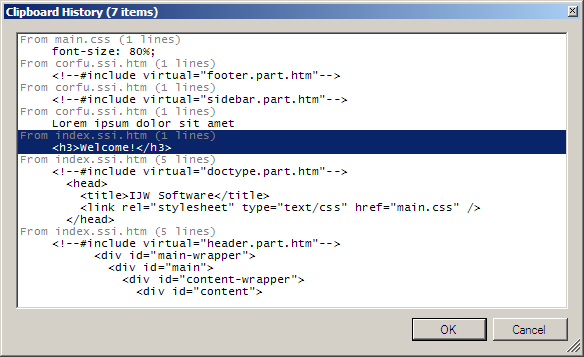 Clipboard History (7 items)
From main.css (1 lines)
font-size: 80%;
From corfu.ssi.htm (1 lines)
<!--#include virtual="footer.part.htm"-->
From corfu.ssi.htm (1 lines)
<!--#include virtual="sidebar.part.htm"-->
From corfu.ssi.htm (1 lines)
Lorem ipsum dolor sit amet
From index.ssi.htm (1 lines)
<h3>Welcome!</h3>
From index.ssi.htm (5 lines)
<!--#include virtual="doctype.part.htm"-->
<head>
<title>IJW Software</title>
<link rel="stylesheet" type="text/css" href="main.css" />
</head>
From index.ssi.htm (5 lines)
<!--#include virtual="header.part.htm">
<div id="main-wrapper">
<div id="main">
<div id="content-wrapper">
<div id="content">
OK
Cancel